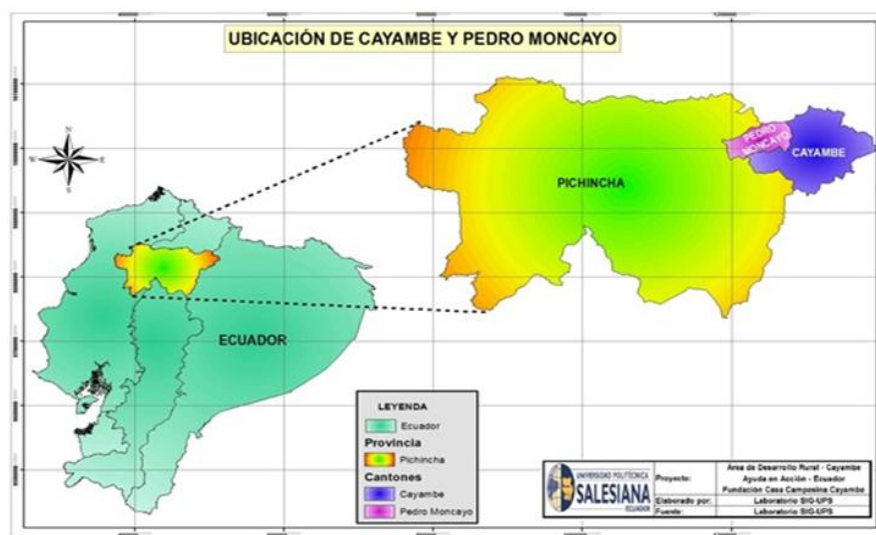 UBICACIÓN DE CAYAMBE Y PEDRO MONCAYO
N
W
E
S
PEDRO
MONCAYO
CAYAMBE
PICHINCHA
ECUADOR
LEYENDA
Ecuador
Provincia
Pichincha
Cantones
Cayambe
Pedro Moncayo
UNIVERSIDAD POLITÉCNICA
SALESIANA
ECUADOR
Proyecto:
Área de Desarrollo Rural - Cayambe
Ayuda en Acción - Ecuador
Fundación Casa Campesina Cayambe
Elaborado por: Laboratorio SIG-UPS
Fuente: Laboratorio SIG-UPS